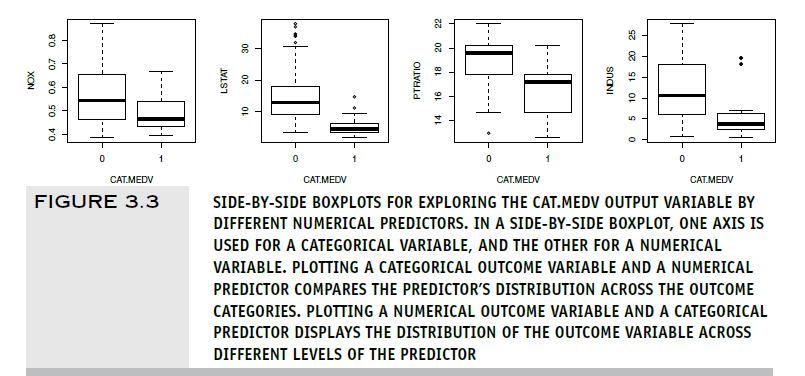 NOX
0.4 0.5 0.6 0.7 0.8
0 1
CAT.MEDV
LSTAT
10 20 30
0 1
CAT.MEDV
PTRATIO
14 16 18 20 22
0 1
CAT.MEDV
INDUS
0 5 10 15 20 25
0 1
CAT.MEDV
FIGURE 3.3
SIDE-BY-SIDE BOXPLOTS FOR EXPLORING THE CAT.MEDV OUTPUT VARIABLE BY
DIFFERENT NUMERICAL PREDICTORS. IN A SIDE-BY-SIDE BOXPLOT, ONE AXIS IS
USED FOR A CATEGORICAL VARIABLE, AND THE OTHER FOR A NUMERICAL
VARIABLE. PLOTTING A CATEGORICAL OUTCOME VARIABLE AND A NUMERICAL
PREDICTOR COMPARES THE PREDICTOR'S DISTRIBUTION ACROSS THE OUTCOME
CATEGORIES. PLOTTING A NUMERICAL OUTCOME VARIABLE AND A CATEGORICAL
PREDICTOR DISPLAYS THE DISTRIBUTION OF THE OUTCOME VARIABLE ACROSS
DIFFERENT LEVELS OF THE PREDICTOR